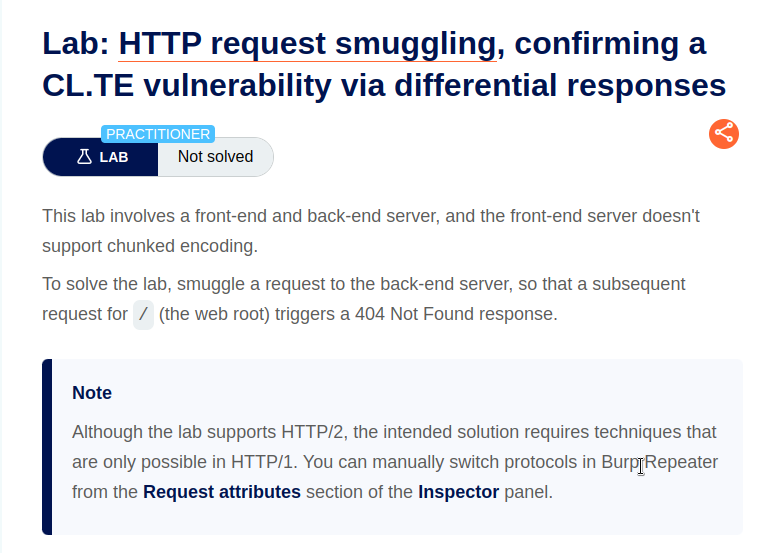 Lab: HTTP request smuggling, confirming a
CL.TE vulnerability via differential responses
PRACTITIONER
LAB
Not solved
This lab involves a front-end and back-end server, and the front-end server doesn't
support chunked encoding.
To solve the lab, smuggle a request to the back-end server, so that a subsequent
request for / (the web root) triggers a 404 Not Found response.
Note
Although the lab supports HTTP/2, the intended solution requires techniques that
are only possible in HTTP/1. You can manually switch protocols in Burp Repeater
from the Request attributes section of the Inspector panel.